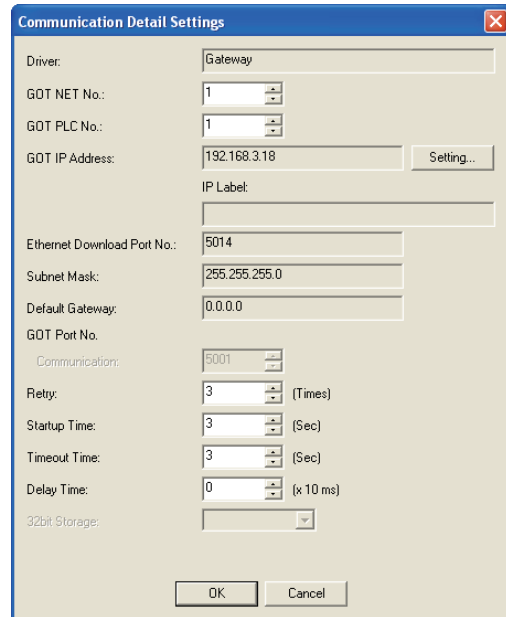 Communication Detail Settings
Driver: Gateway
GOT NET No.: 1
GOT PLC No.: 1
GOT IP Address: 192.168.3.18 Setting...
IP Label:
Ethernet Download Port No.: 5014
Subnet Mask: 255.255.255.0
Default Gateway: 0.0.0.0
GOT Port No.
Communication: 5001
Retry: 3 (Times)
Startup Time: 3 (Sec)
Timeout Time: 3 (Sec)
Delay Time: 0 (x 10 ms)
32bit Storage:
OK Cancel